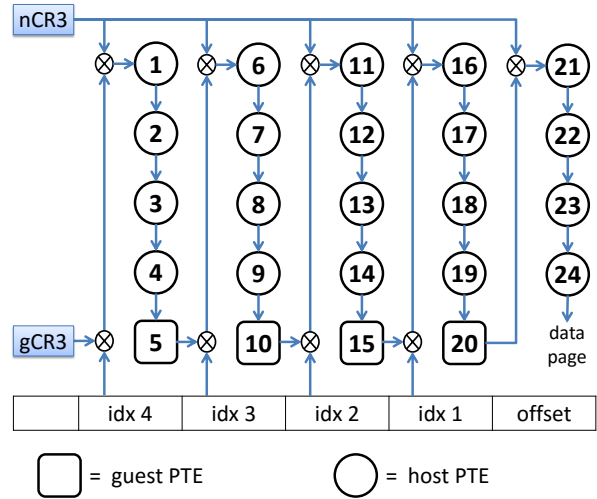 nCR3
1 6 11 16 21
2 7 12 17 22
3 8 13 18 23
4 9 14 19 24
gCR3
5 10 15 20
data
page
idx 4 idx 3 idx 2 idx 1 offset
= guest PTE = host PTE